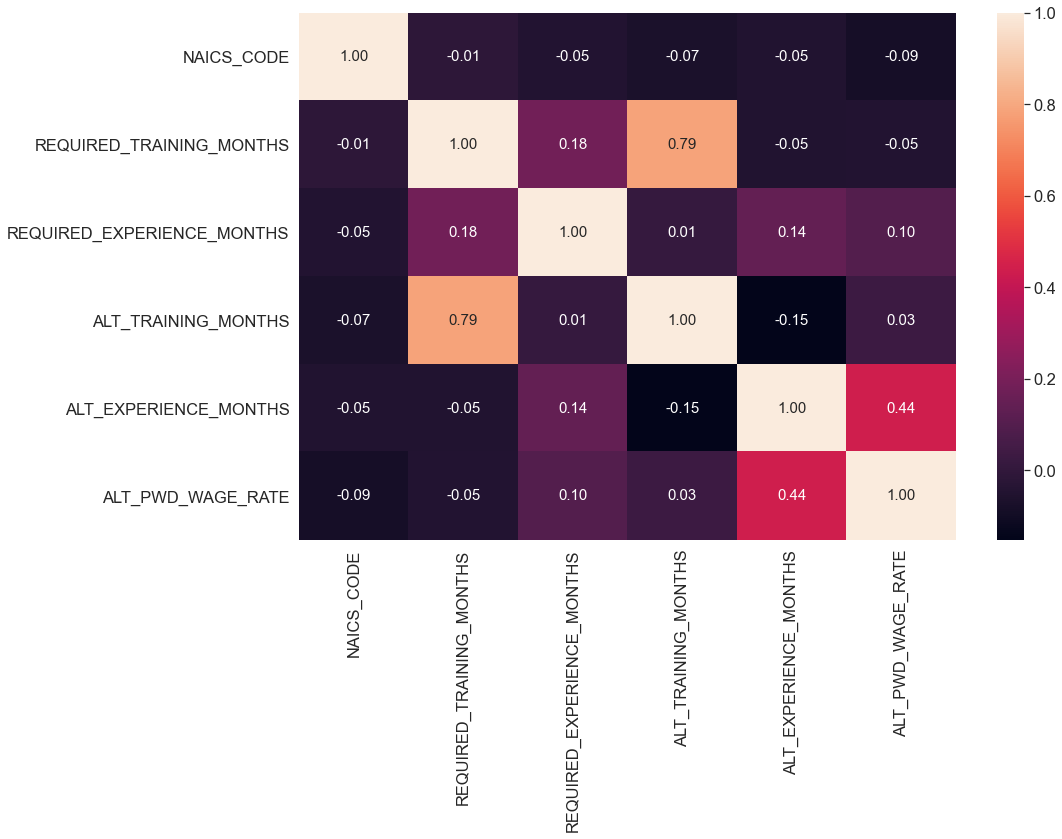 NAICS_CODE 1.00 -0.01 -0.05 -0.07 -0.05 -0.09
REQUIRED_TRAINING_MONTHS -0.01 1.00 0.18 0.79 -0.05 -0.05
REQUIRED_EXPERIENCE_MONTHS -0.05 0.18 1.00 0.01 0.14 0.10
ALT_TRAINING_MONTHS -0.07 0.79 0.01 1.00 -0.15 0.03
ALT_EXPERIENCE_MONTHS -0.05 -0.05 0.14 -0.15 1.00 0.44
ALT_PWD_WAGE_RATE -0.09 -0.05 0.10 0.03 0.44 1.00
NAICS_CODE
REQUIRED_TRAINING_MONTHS
REQUIRED_EXPERIENCE_MONTHS
ALT_TRAINING_MONTHS
ALT_EXPERIENCE_MONTHS
ALT_PWD_WAGE_RATE
1.0
0.8
0.6
0.4
0.2
0.0